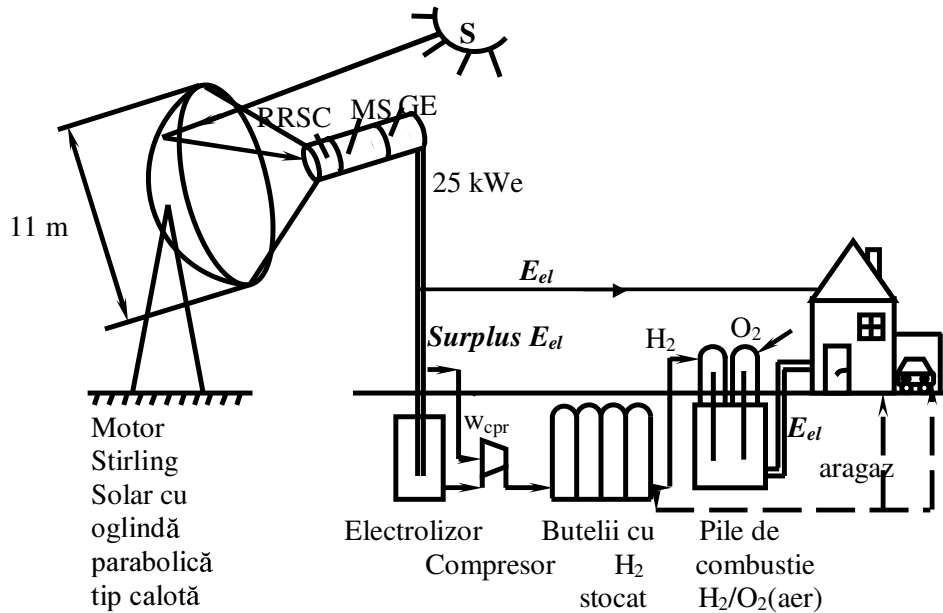 S
RRSC MS GE
25 kWe
11 m
E_el
Surplus E_el
H₂
O₂
w_cpr
E_el
aragaz
Motor
Stirling
Solar cu
oglindă
parabolică
tip calotă
Electrolizor
Compresor
Butelii cu
H₂
stocat
Pile de
combustie
H₂/O₂(aer)